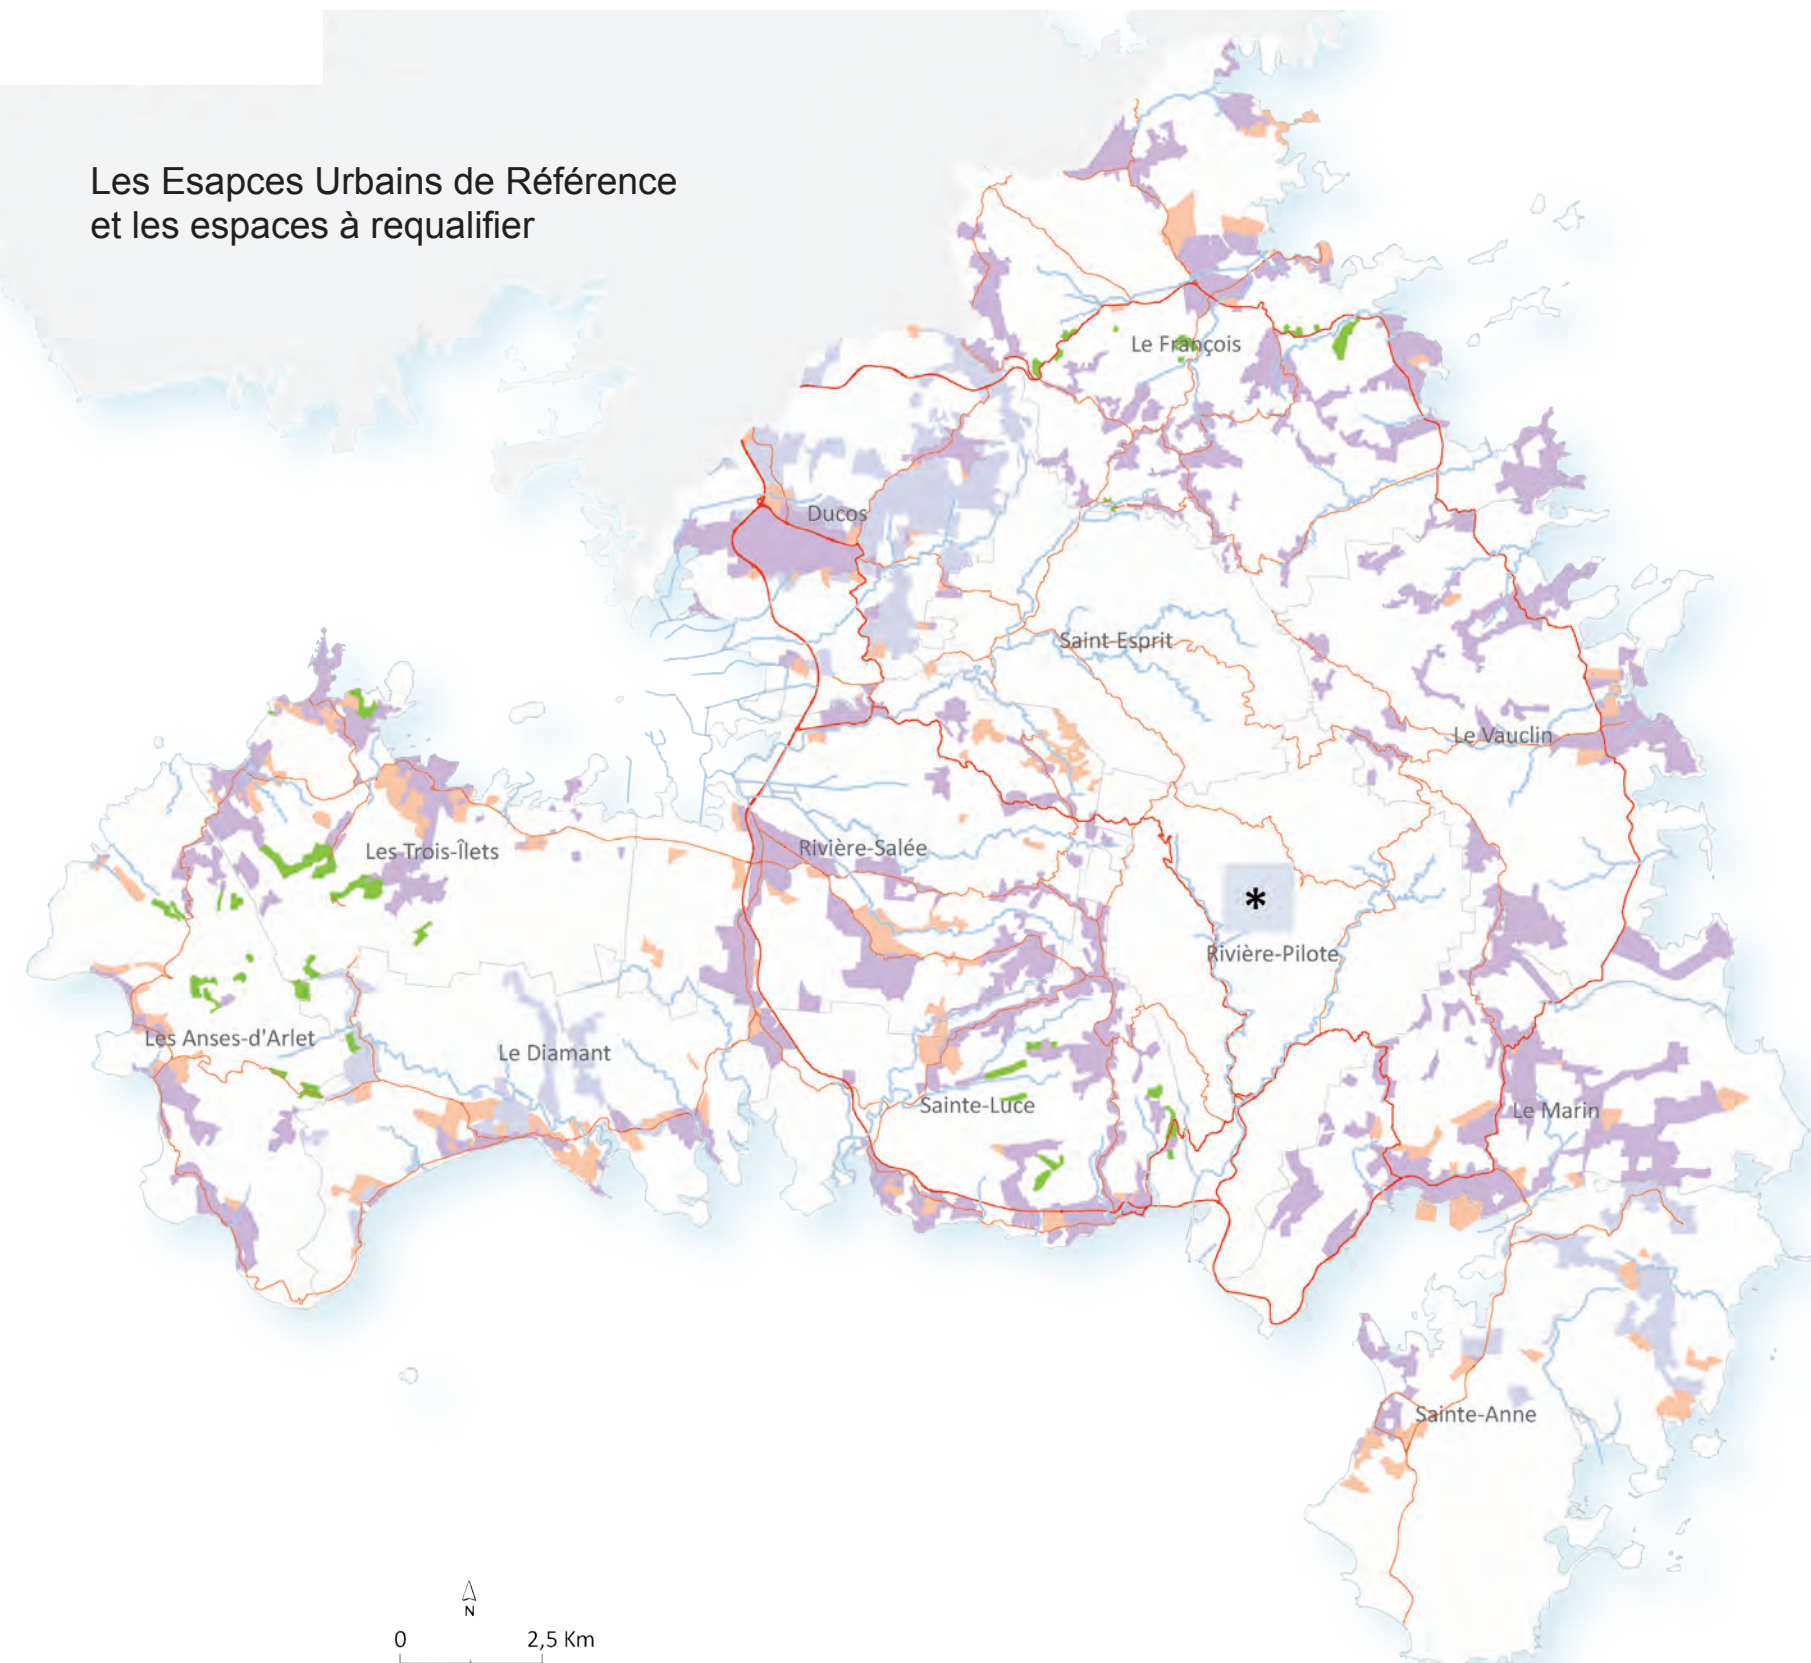 Les Esapces Urbains de Référence
et les espaces à requalifier
Le François
Ducos
Saint-Esprit
Le Vauclin
Les Trois-Îlets
Rivière-Salée
*
Rivière-Pilote
Les Anses-d'Arlet
Le Diamant
Sainte-Luce
Le Marin
Sainte-Anne
N
0 2,5 Km